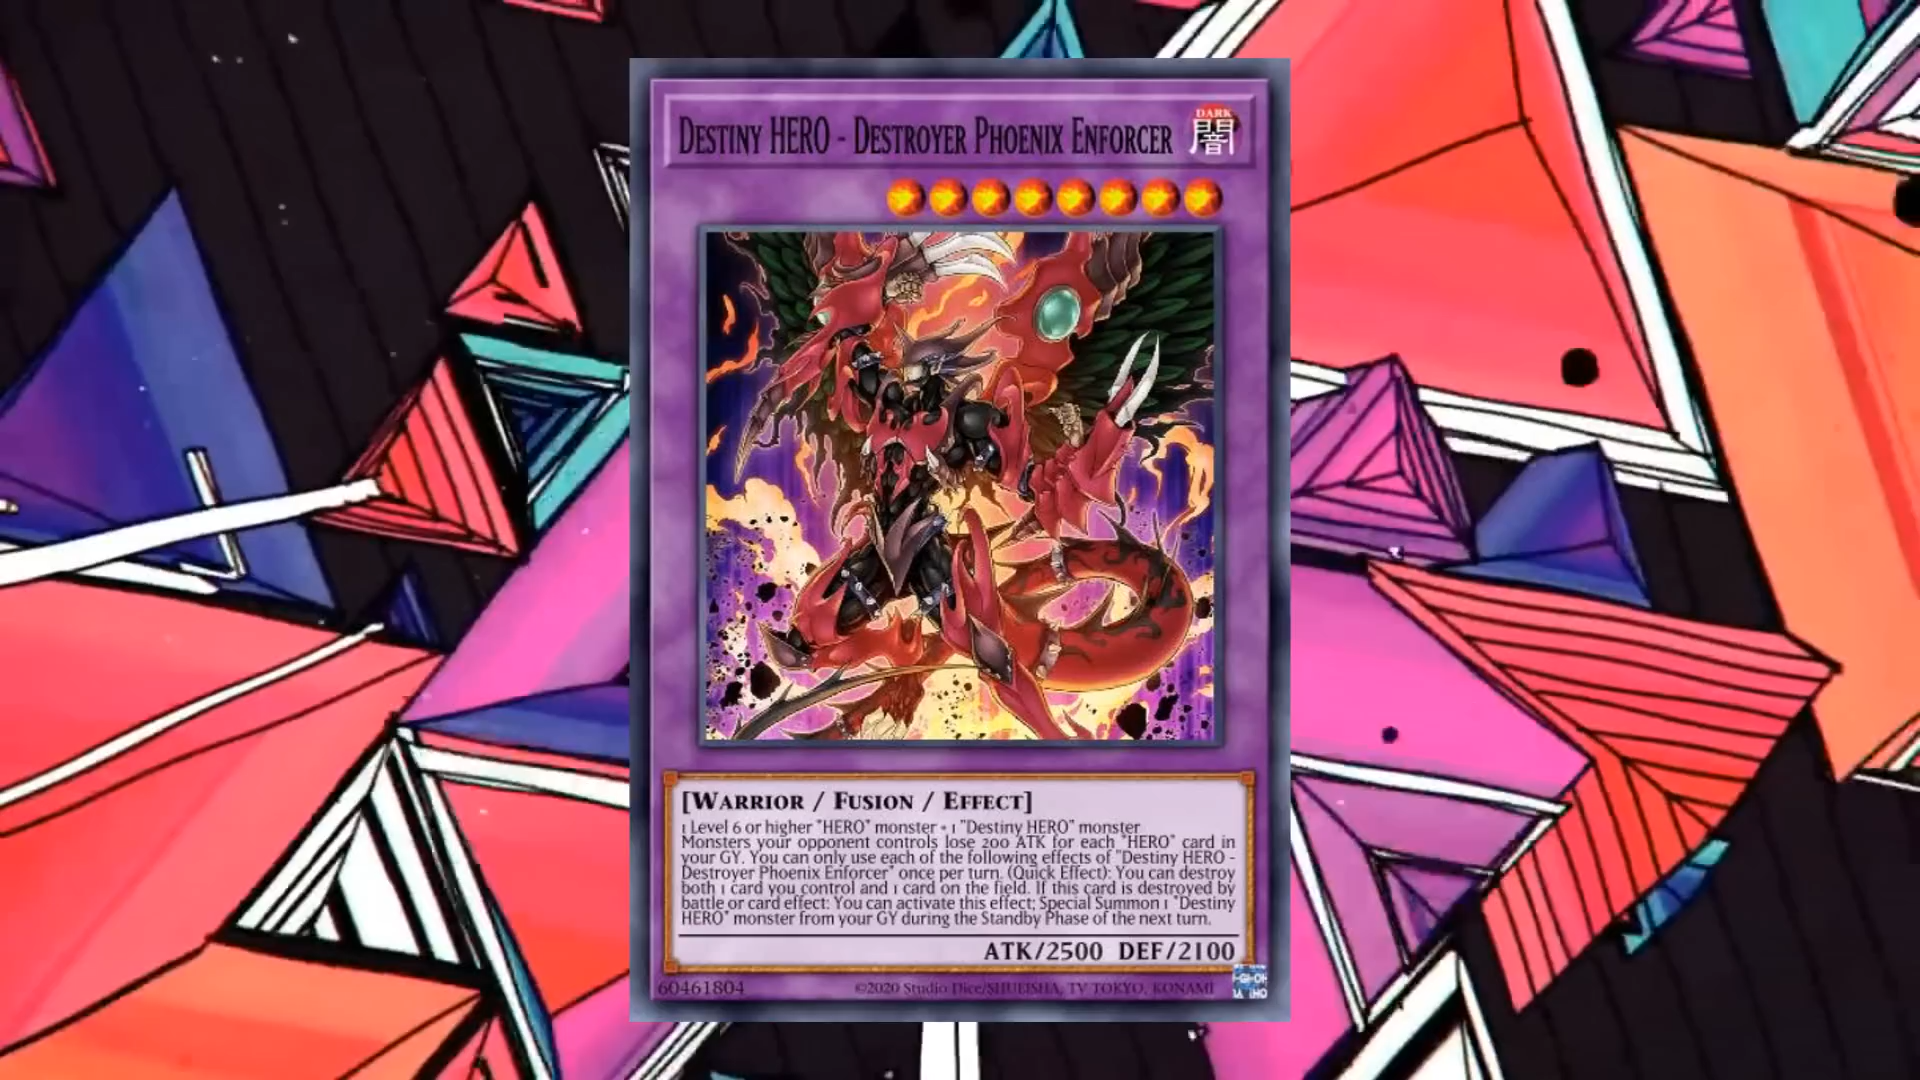 Destiny HERO - Destroyer Phoenix Enforcer
DARK
闇
[Warrior / Fusion / Effect]
1 Level 6 or higher "HERO" monster + 1 "Destiny HERO" monster
Monsters your opponent controls lose 200 ATK for each "HERO" card in
your GY. You can only use each of the following effects of "Destiny HERO -
Destroyer Phoenix Enforcer" once per turn. (Quick Effect): You can destroy
both 1 card you control and 1 card on the field. If this card is destroyed by
battle or card effect: You can activate this effect; Special Summon 1 "Destiny
HERO" monster from your GY during the Standby Phase of the next turn.
ATK/2500 DEF/2100
60461804
©2020 Studio Dice/SHUEISHA, TV TOKYO, KONAMI